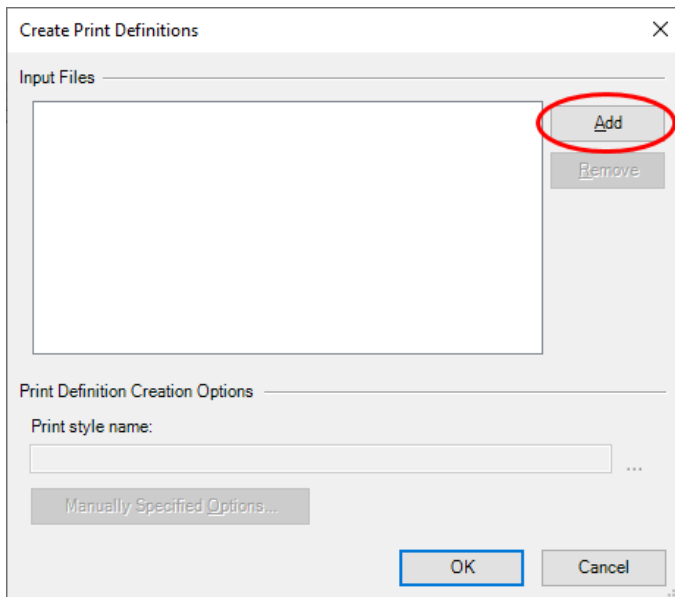 Create Print Definitions
Input Files
Add
Remove
Print Definition Creation Options
Print style name:
...
Manually Specified Options...
OK
Cancel